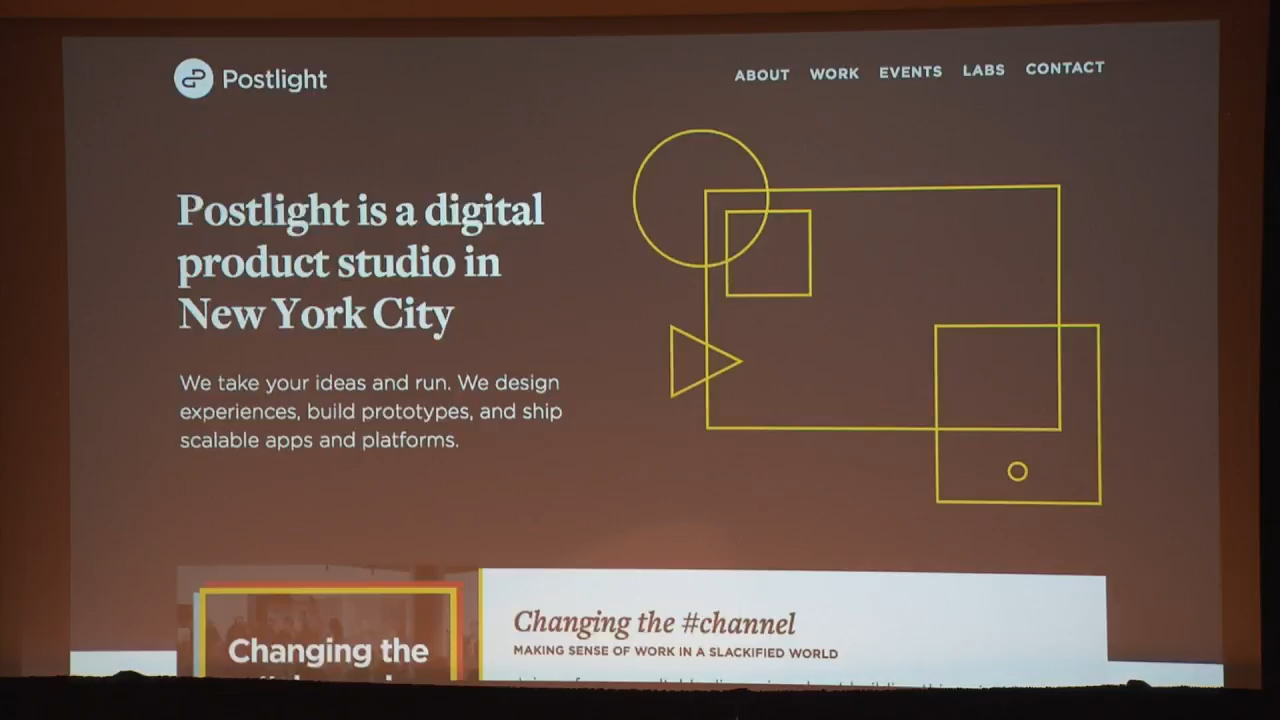 Postlight
ABOUT WORK EVENTS LABS CONTACT
Postlight is a digital
product studio in
New York City
We take your ideas and run. We design
experiences, build prototypes, and ship
scalable apps and platforms.
Changing the
Changing the #channel
MAKING SENSE OF WORK IN A SLACKIFIED WORLD